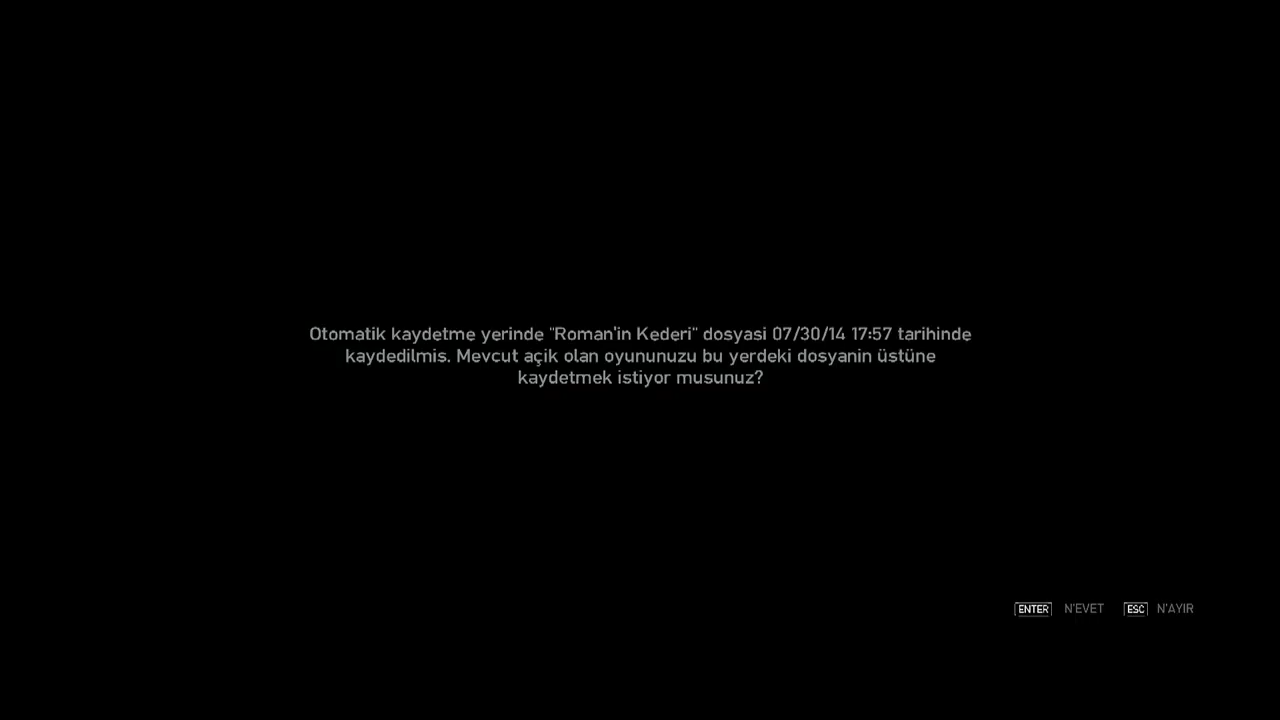 Otomatik kaydetme yerinde "Roman'in Kederi" dosyasi 07/30/14 17:57 tarihinde
kaydedilmis. Mevcut açik olan oyununuzu bu yerdeki dosyanin üstüne
kaydetmek istiyor musunuz?
ENTER N'EVET ESC N'AYIR